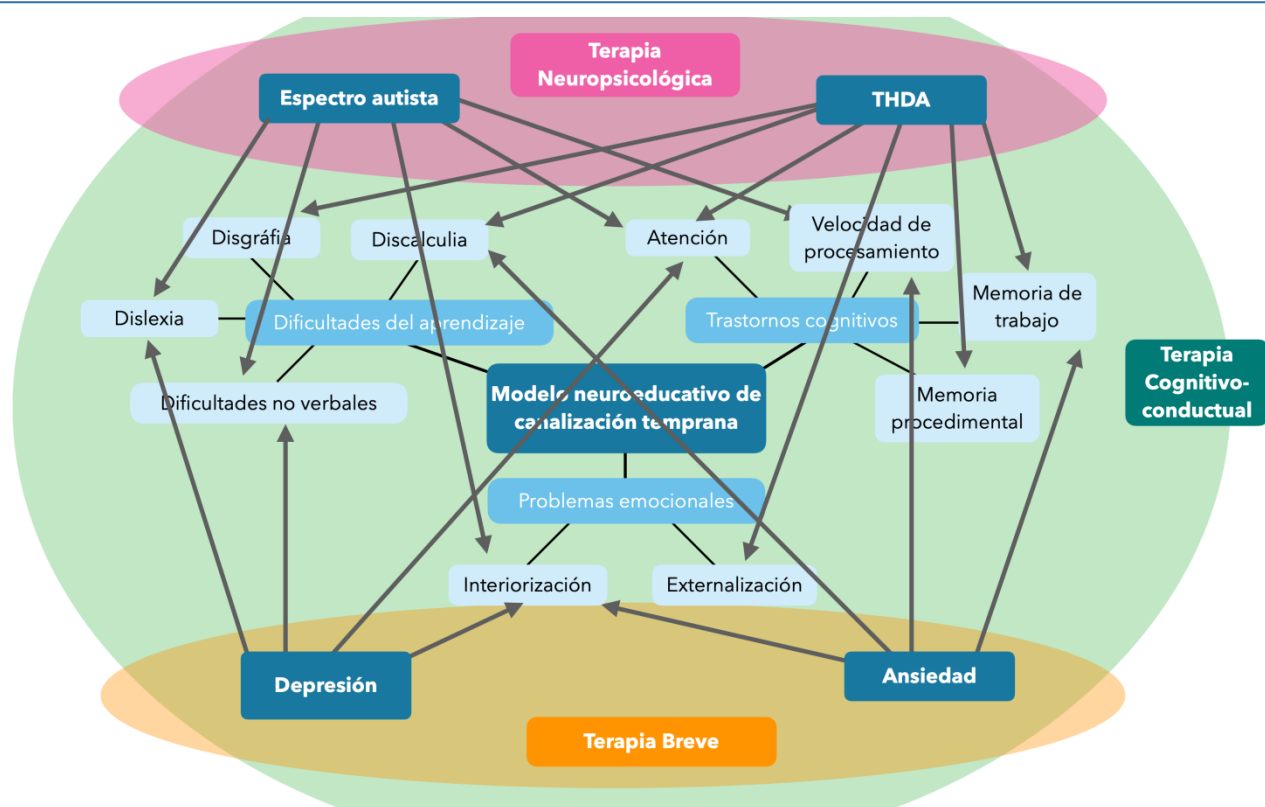 Terapia
Neuropsicológica
Espectro autista
THDA
Disgráfia
Discalculia
Atención
Velocidad de
procesamiento
Memoria de
trabajo
Dislexia
Dificultades del aprendizaje
Trastornos cognitivos
Terapia
Cognitivo-
conductual
Dificultades no verbales
Modelo neuroeducativo de
canalización temprana
Memoria
procedimental
Problemas emocionales
Interiorización
Externalización
Depresión
Ansiedad
Terapia Breve